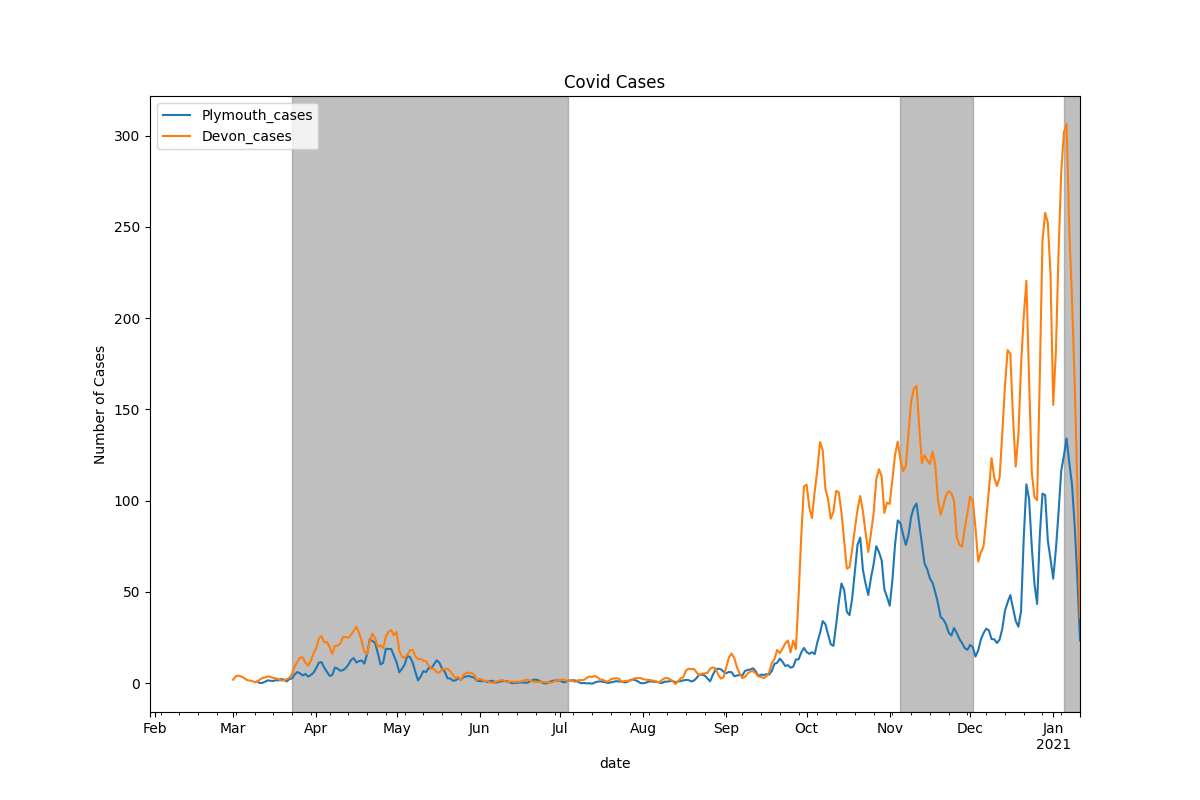 Covid Cases
Plymouth_cases
Devon_cases
300
250
200
150
100
50
0
Number of Cases
Feb Mar Apr May Jun Jul Aug Sep Oct Nov Dec Jan
2021
date